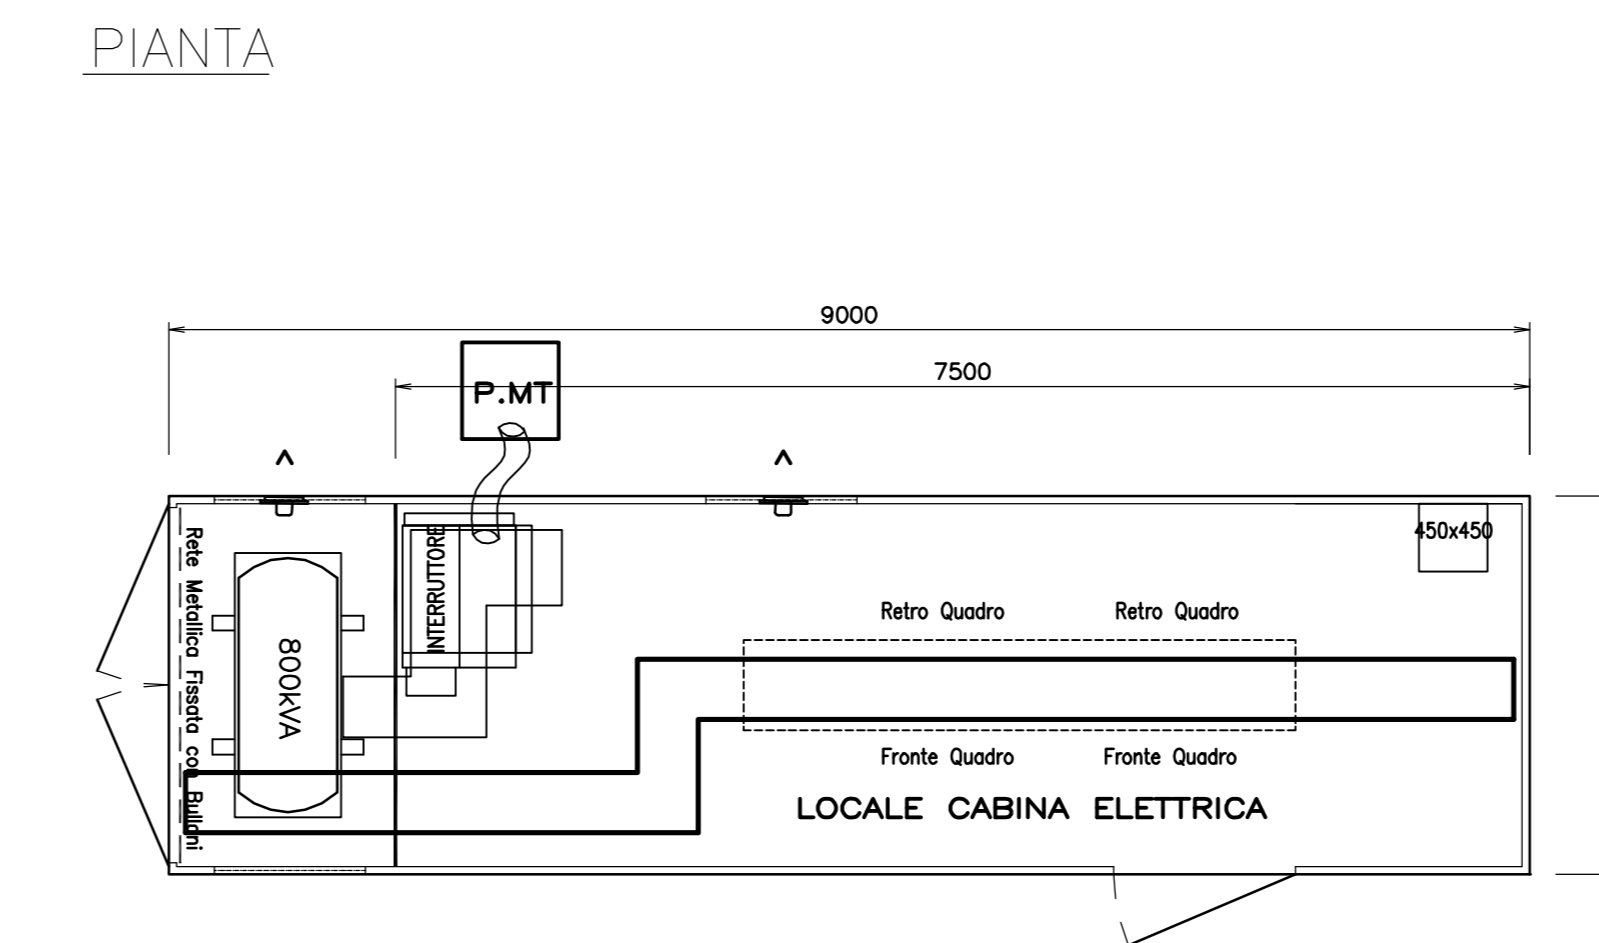 PIANTA
9000
7500
P.MT
450x450
INTERRUTTORE
Rete Metallica Fissata con Bulloni
800kVA
Retro Quadro Retro Quadro
Fronte Quadro Fronte Quadro
LOCALE CABINA ELETTRICA